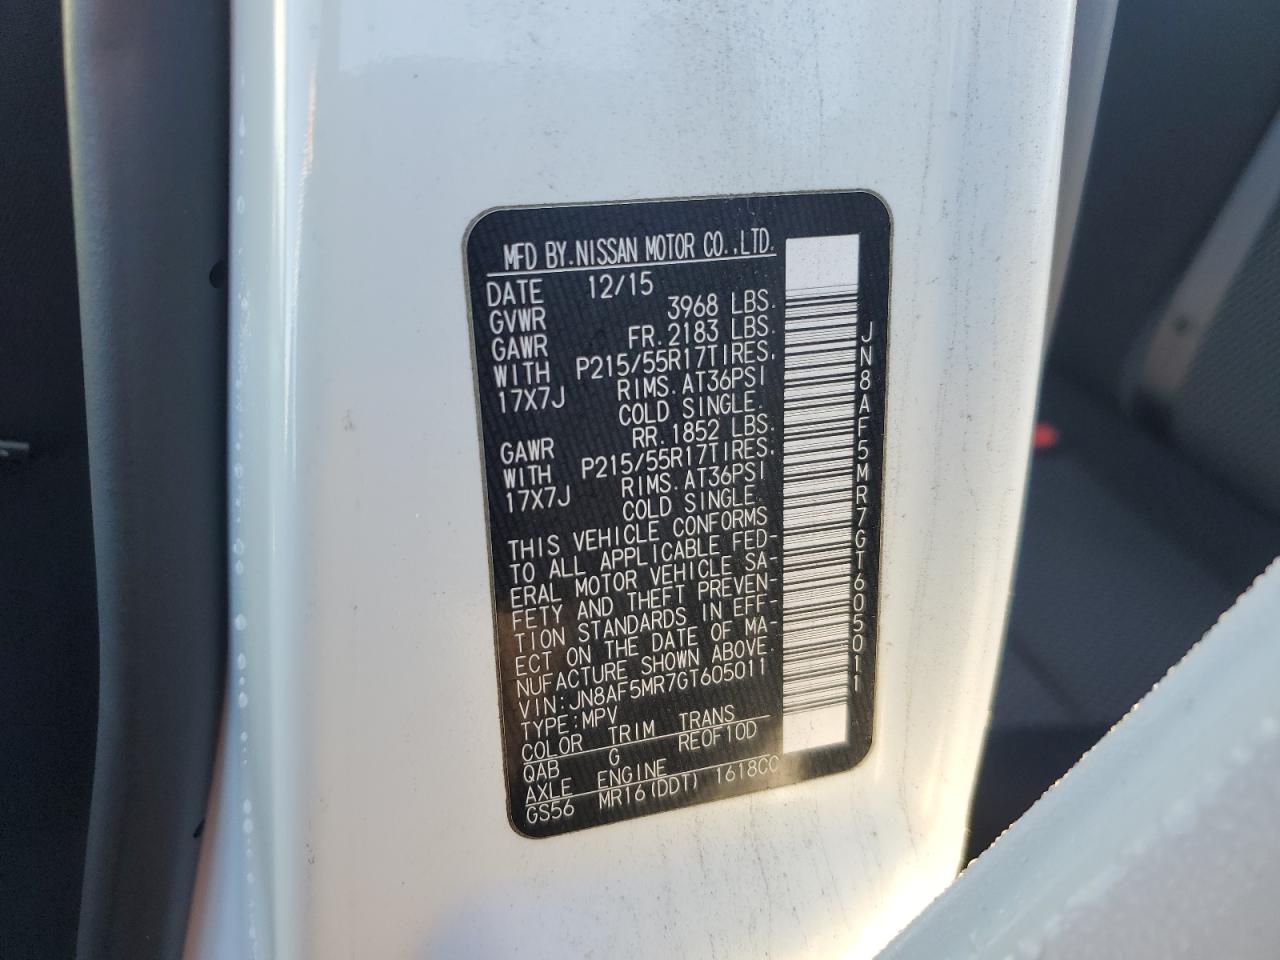 MFD BY.NISSAN MOTOR CO.,LTD.
DATE 12/15
GVWR 3968 LBS.
GAWR FR.2183 LBS.
WITH P215/55R17TIRES.
17X7J RIMS.AT36PSI
COLD SINGLE.
GAWR RR.1852 LBS.
WITH P215/55R17TIRES.
17X7J RIMS.AT36PSI
COLD SINGLE.
THIS VEHICLE CONFORMS
TO ALL APPLICABLE FED-
ERAL MOTOR VEHICLE SA-
FETY AND THEFT PREVEN-
TION STANDARDS IN EFF-
ECT ON THE DATE OF MA-
NUFACTURE SHOWN ABOVE.
VIN:JN8AF5MR7GT605011
TYPE:MPV
COLOR TRIM TRANS
QAB G RE0F10D
AXLE ENGINE
GS56 MR16(DDT) 1618CC
JN8AF5MR7GT605011